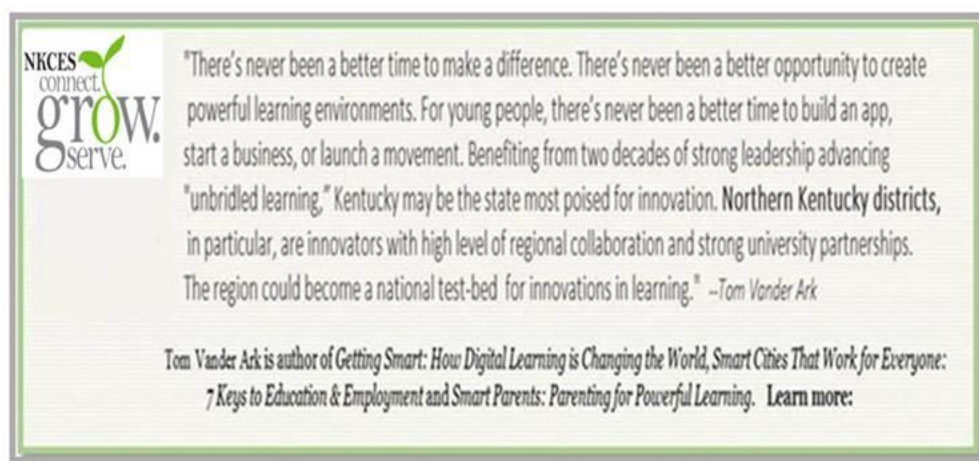 NKCES
connect.
grow.
serve.
"There's never been a better time to make a difference. There's never been a better opportunity to create
powerful learning environments. For young people, there's never been a better time to build an app,
start a business, or launch a movement. Benefiting from two decades of strong leadership advancing
"unbridled learning," Kentucky may be the state most poised for innovation. Northern Kentucky districts,
in particular, are innovators with high level of regional collaboration and strong university partnerships.
The region could become a national test-bed for innovations in learning." --Tom Vander Ark
Tom Vander Ark is author of Getting Smart: How Digital Learning is Changing the World, Smart Cities That Work for Everyone:
7 Keys to Education & Employment and Smart Parents: Parenting for Powerful Learning. Learn more: